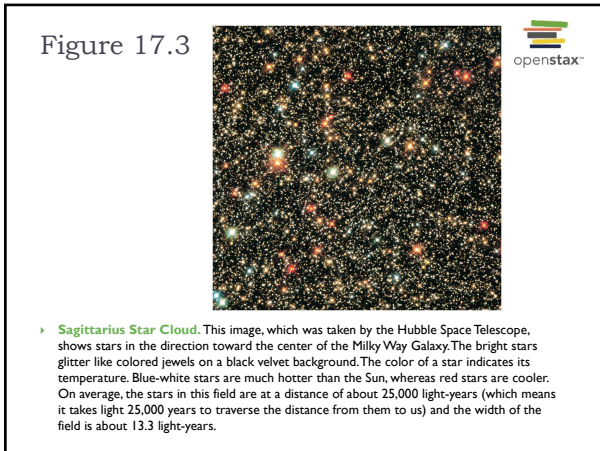 Figure 17.3
openstax™
▸ Sagittarius Star Cloud. This image, which was taken by the Hubble Space Telescope,
shows stars in the direction toward the center of the Milky Way Galaxy. The bright stars
glitter like colored jewels on a black velvet background. The color of a star indicates its
temperature. Blue-white stars are much hotter than the Sun, whereas red stars are cooler.
On average, the stars in this field are at a distance of about 25,000 light-years (which means
it takes light 25,000 years to traverse the distance from them to us) and the width of the
field is about 13.3 light-years.